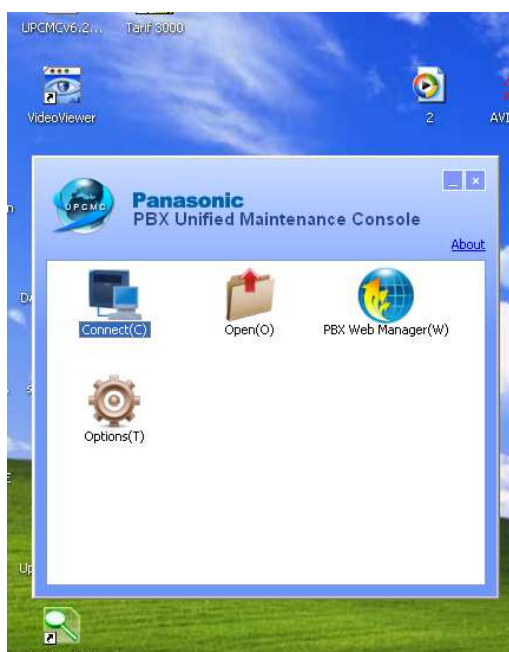 UPCMCv6.2... Tarif 3000
VideoViewer
2
AVI
UPCMC
Panasonic
PBX Unified Maintenance Console
About
Connect(C)
Open(O)
PBX Web Manager(W)
Options(T)